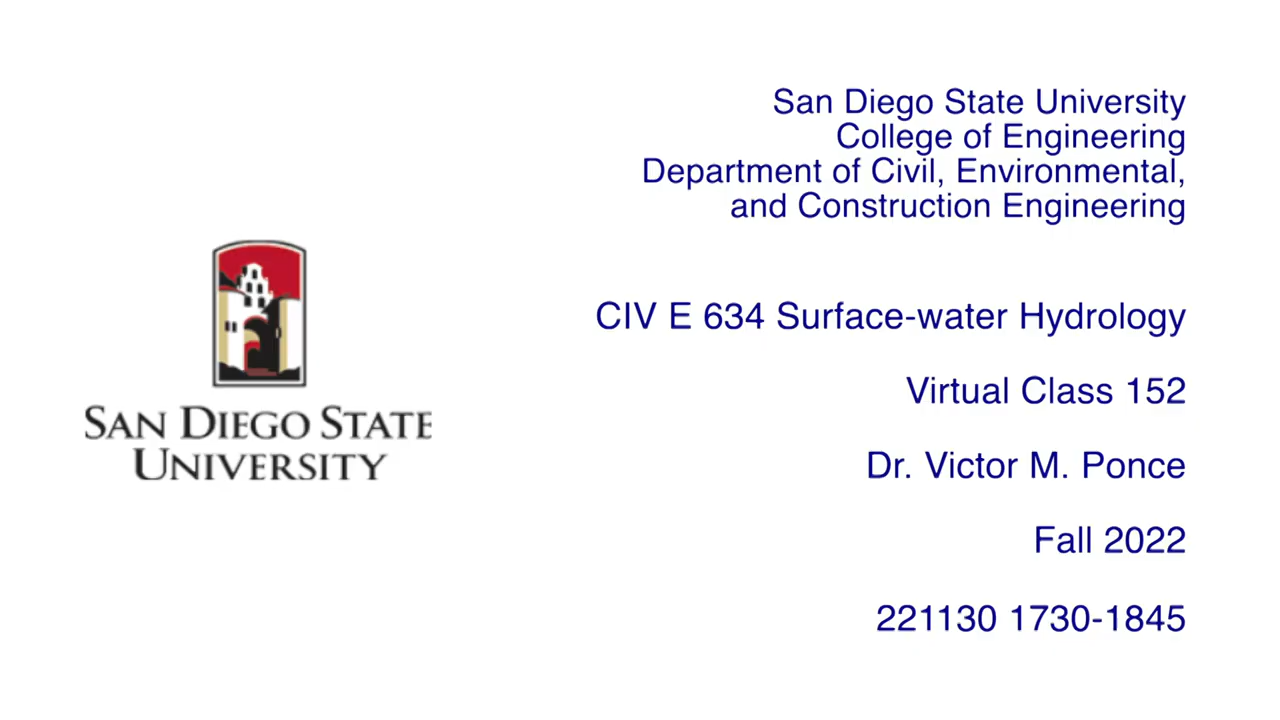 San Diego State University
College of Engineering
Department of Civil, Environmental,
and Construction Engineering
CIV E 634 Surface-water Hydrology
Virtual Class 152
Dr. Victor M. Ponce
Fall 2022
221130 1730-1845
SAN DIEGO STATE
UNIVERSITY